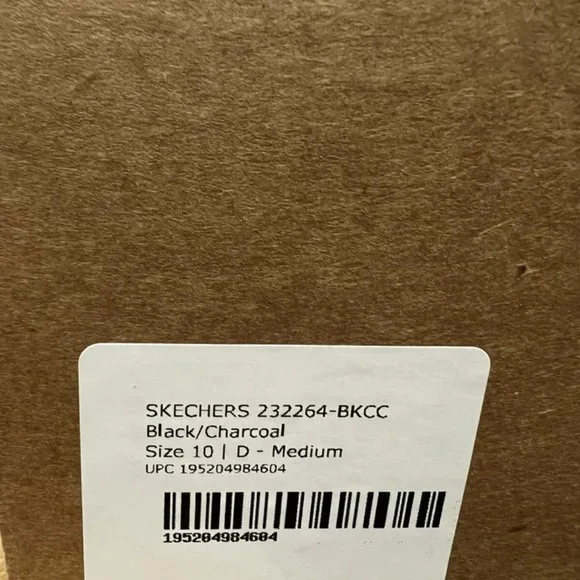 SKECHERS 232264-BKCC
Black/Charcoal
Size 10 | D - Medium
UPC 195204984604
195204984604